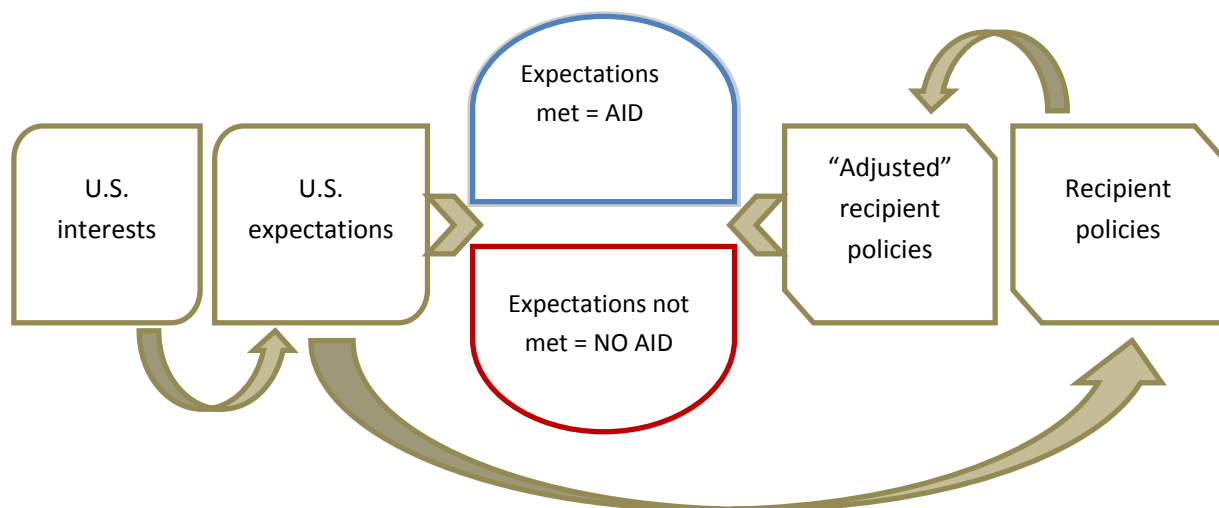 Expectations
met = AID
U.S.
interests
U.S.
expectations
Expectations not
met = NO AID
“Adjusted”
recipient
policies
Recipient
policies